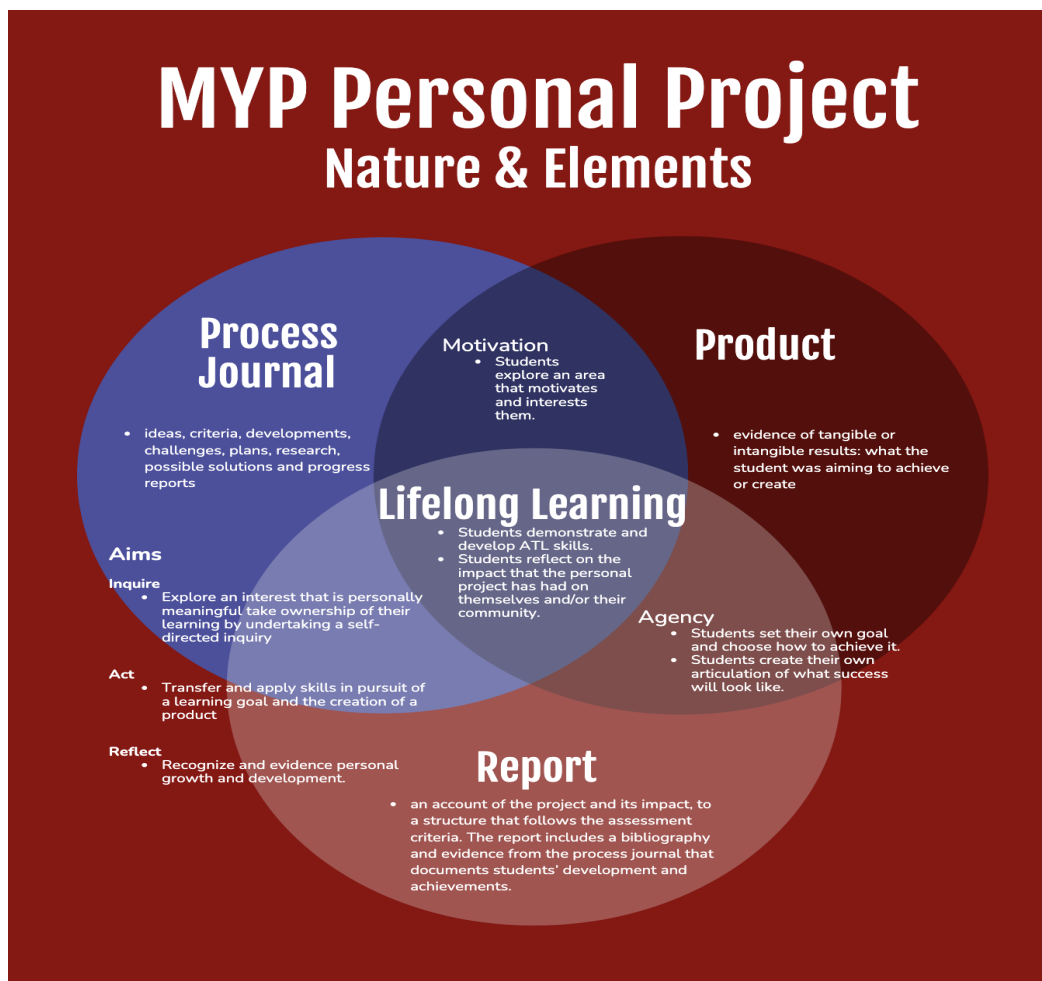 MYP Personal Project
Nature & Elements
Process
Journal
• ideas, criteria, developments,
challenges, plans, research,
possible solutions and progress
reports
Motivation
• Students
explore an area
that motivates
and interests
them.
Product
• evidence of tangible or
intangible results: what the
student was aiming to achieve
or create
Lifelong Learning
• Students demonstrate and
develop ATL skills.
• Students reflect on the
impact that the personal
project has had on
themselves and/or their
community.
Aims
Inquire
• Explore an interest that is personally
meaningful take ownership of their
learning by undertaking a self-
directed inquiry
Act
• Transfer and apply skills in pursuit of
a learning goal and the creation of a
product
Reflect
• Recognize and evidence personal
growth and development.
Agency
• Students set their own goal
and choose how to achieve it.
• Students create their own
articulation of what success
will look like.
Report
• an account of the project and its impact, to
a structure that follows the assessment
criteria. The report includes a bibliography
and evidence from the process journal that
documents students’ development and
achievements.